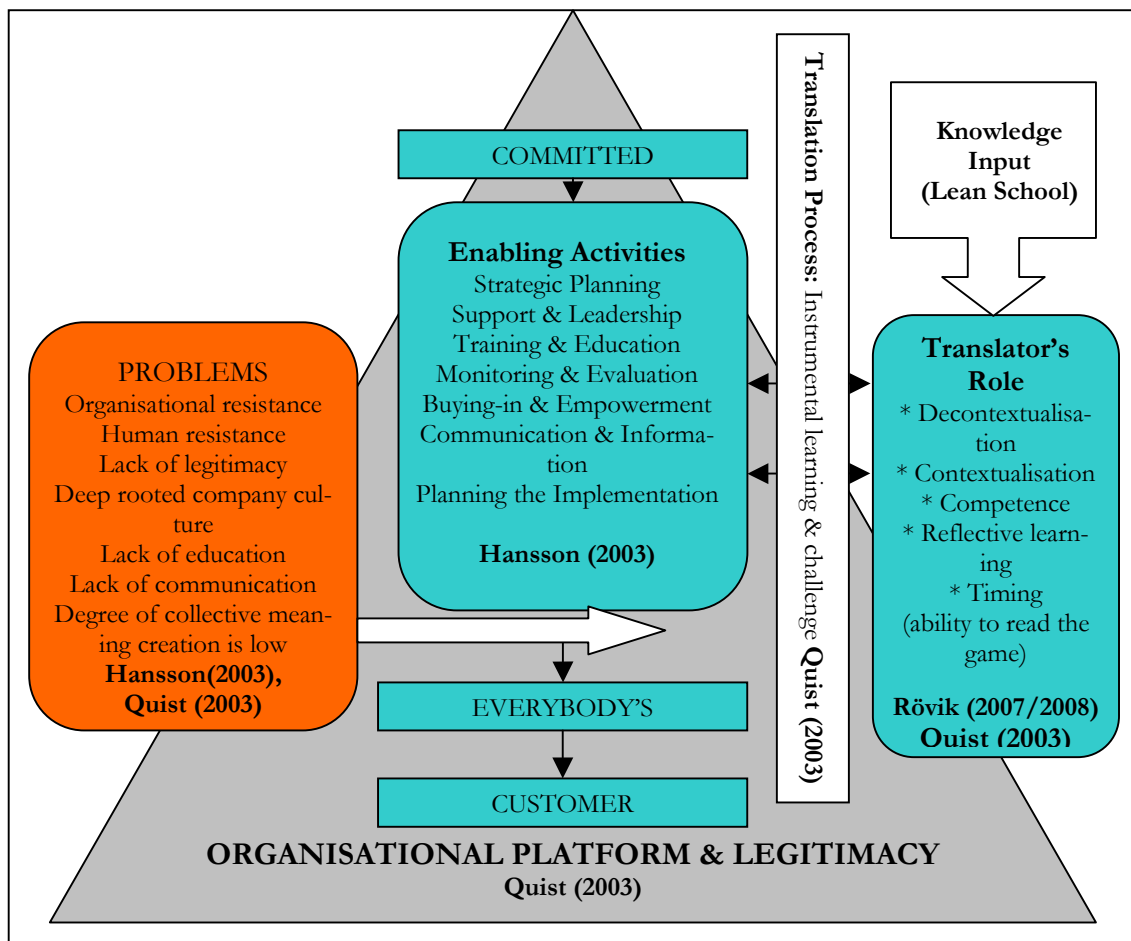 COMMITTED
Enabling Activities
Strategic Planning
Support & Leadership
Training & Education
Monitoring & Evaluation
Buying-in & Empowerment
Communication & Informa-
tion
Planning the Implementation
Hansson (2003)
PROBLEMS
Organisational resistance
Human resistance
Lack of legitimacy
Deep rooted company cul-
ture
Lack of education
Lack of communication
Degree of collective mean-
ing creation is low
Hansson(2003),
Quist (2003)
EVERYBODY'S
CUSTOMER
Translation Process: Instrumental learning & challenge Quist (2003)
Knowledge
Input
(Lean School)
Translator's
Role
* Decontextualisa-
tion
* Contextualisation
* Competence
* Reflective learn-
ing
* Timing
(ability to read the
game)
Rövik (2007/2008)
Quist (2003)
ORGANISATIONAL PLATFORM & LEGITIMACY
Quist (2003)